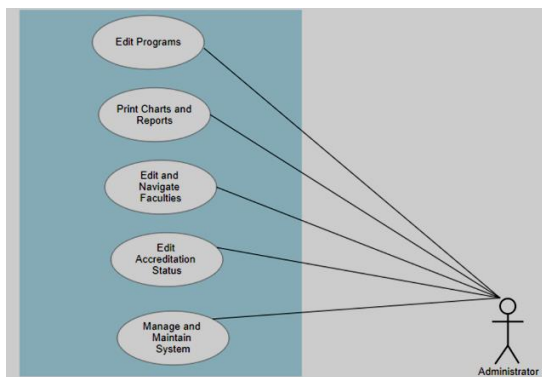 Edit Programs
Print Charts and
Reports
Edit and
Navigate
Faculties
Edit
Accreditation
Status
Manage and
Maintain
System
Administrator